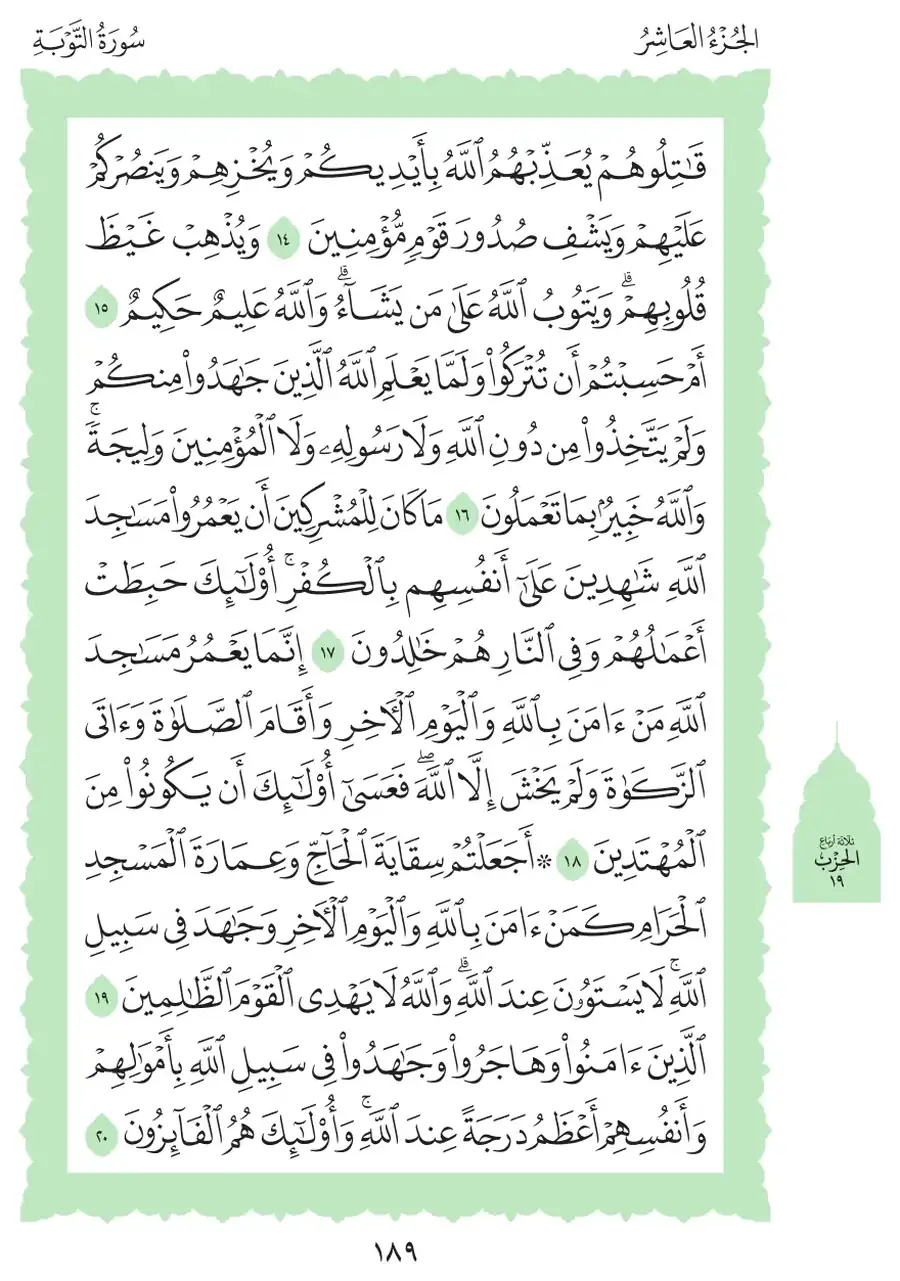 الجُزْءُ العَاشِرُ
سُورَةُ التَّوْبَةِ
قَٰتِلُوهُمْ يُعَذِّبْهُمُ ٱللَّهُ بِأَيْدِيكُمْ وَيُخْزِهِمْ وَيَنصُرْكُمْ
عَلَيْهِمْ وَيَشْفِ صُدُورَ قَوْمٍ مُّؤْمِنِينَ ١٤ وَيُذْهِبْ غَيْظَ
قُلُوبِهِمْۗ وَيَتُوبُ ٱللَّهُ عَلَىٰ مَن يَشَآءُۗ وَٱللَّهُ عَلِيمٌ حَكِيمٌ ١٥
أَمْ حَسِبْتُمْ أَن تُتْرَكُوا۟ وَلَمَّا يَعْلَمِ ٱللَّهُ ٱلَّذِينَ جَٰهَدُوا۟ مِنكُمْ
وَلَمْ يَتَّخِذُوا۟ مِن دُونِ ٱللَّهِ وَلَا رَسُولِهِۦ وَلَا ٱلْمُؤْمِنِينَ وَلِيجَةًۚ
وَٱللَّهُ خَبِيرٌۢ بِمَا تَعْمَلُونَ ١٦ مَا كَانَ لِلْمُشْرِكِينَ أَن يَعْمُرُوا۟ مَسَٰجِدَ
ٱللَّهِ شَٰهِدِينَ عَلَىٰٓ أَنفُسِهِم بِٱلْكُفْرِۚ أُو۟لَٰٓئِكَ حَبِطَتْ
أَعْمَٰلُهُمْ وَفِى ٱلنَّارِ هُمْ خَٰلِدُونَ ١٧ إِنَّمَا يَعْمُرُ مَسَٰجِدَ
ٱللَّهِ مَنْ ءَامَنَ بِٱللَّهِ وَٱلْيَوْمِ ٱلْءَاخِرِ وَأَقَامَ ٱلصَّلَوٰةَ وَءَاتَى
ٱلزَّكَوٰةَ وَلَمْ يَخْشَ إِلَّا ٱللَّهَۖ فَعَسَىٰٓ أُو۟لَٰٓئِكَ أَن يَكُونُوا۟ مِنَ
ٱلْمُهْتَدِينَ ١٨ * أَجَعَلْتُمْ سِقَايَةَ ٱلْحَآجِّ وَعِمَارَةَ ٱلْمَسْجِدِ
ٱلْحَرَامِ كَمَنْ ءَامَنَ بِٱللَّهِ وَٱلْيَوْمِ ٱلْءَاخِرِ وَجَٰهَدَ فِى سَبِيلِ
ٱللَّهِۚ لَا يَسْتَوُۥنَ عِندَ ٱللَّهِۗ وَٱللَّهُ لَا يَهْدِى ٱلْقَوْمَ ٱلظَّٰلِمِينَ ١٩
ٱلَّذِينَ ءَامَنُوا۟ وَهَاجَرُوا۟ وَجَٰهَدُوا۟ فِى سَبِيلِ ٱللَّهِ بِأَمْوَٰلِهِمْ
وَأَنفُسِهِمْ أَعْظَمُ دَرَجَةً عِندَ ٱللَّهِۚ وَأُو۟لَٰٓئِكَ هُمُ ٱلْفَآئِزُونَ ٢٠
ثلاثة أرباع
الحِزْب
١٩
١٨٩